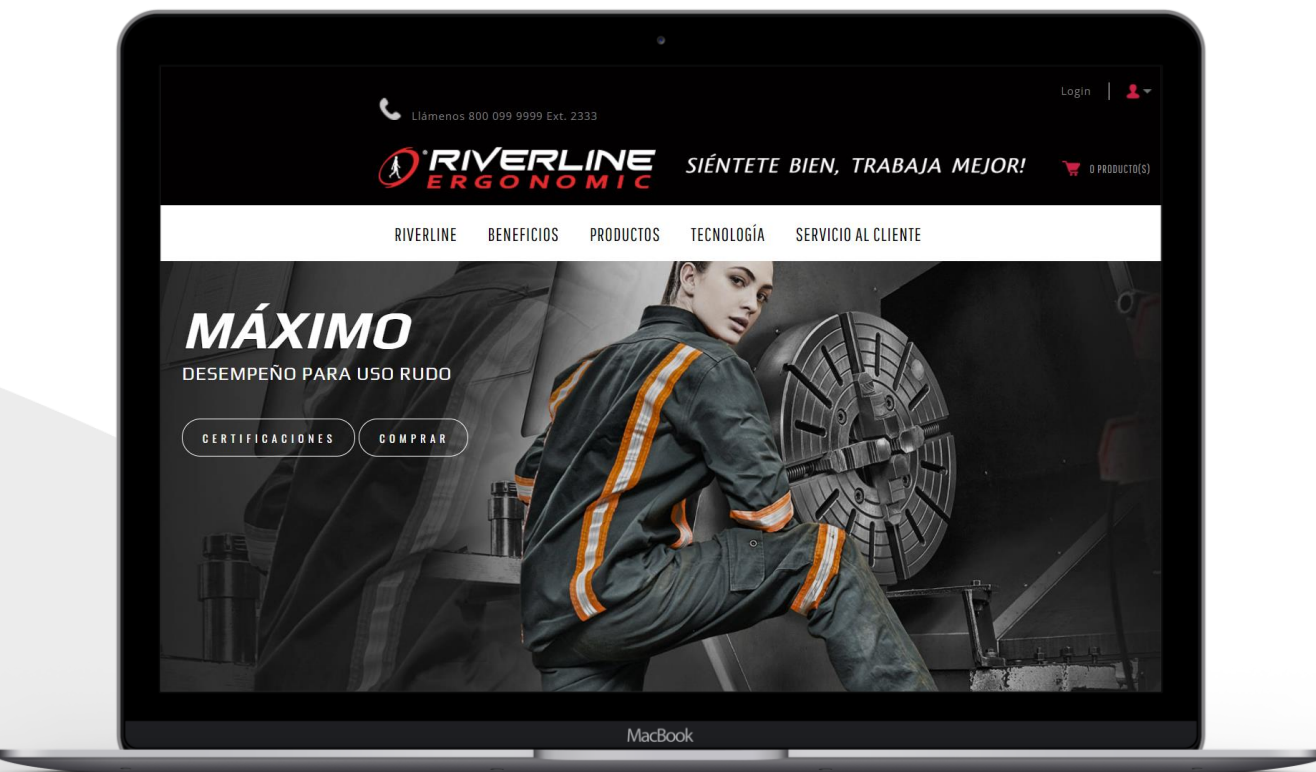 Login
Llámenos 800 099 9999 Ext. 2333
RIVERLINE
ERGONOMIC
SIÉNTETE BIEN, TRABAJA MEJOR!
0 PRODUCTO(S)
RIVERLINE BENEFICIOS PRODUCTOS TECNOLOGÍA SERVICIO AL CLIENTE
MÁXIMO
DESEMPEÑO PARA USO RUDO
CERTIFICACIONES COMPRAR
MacBook